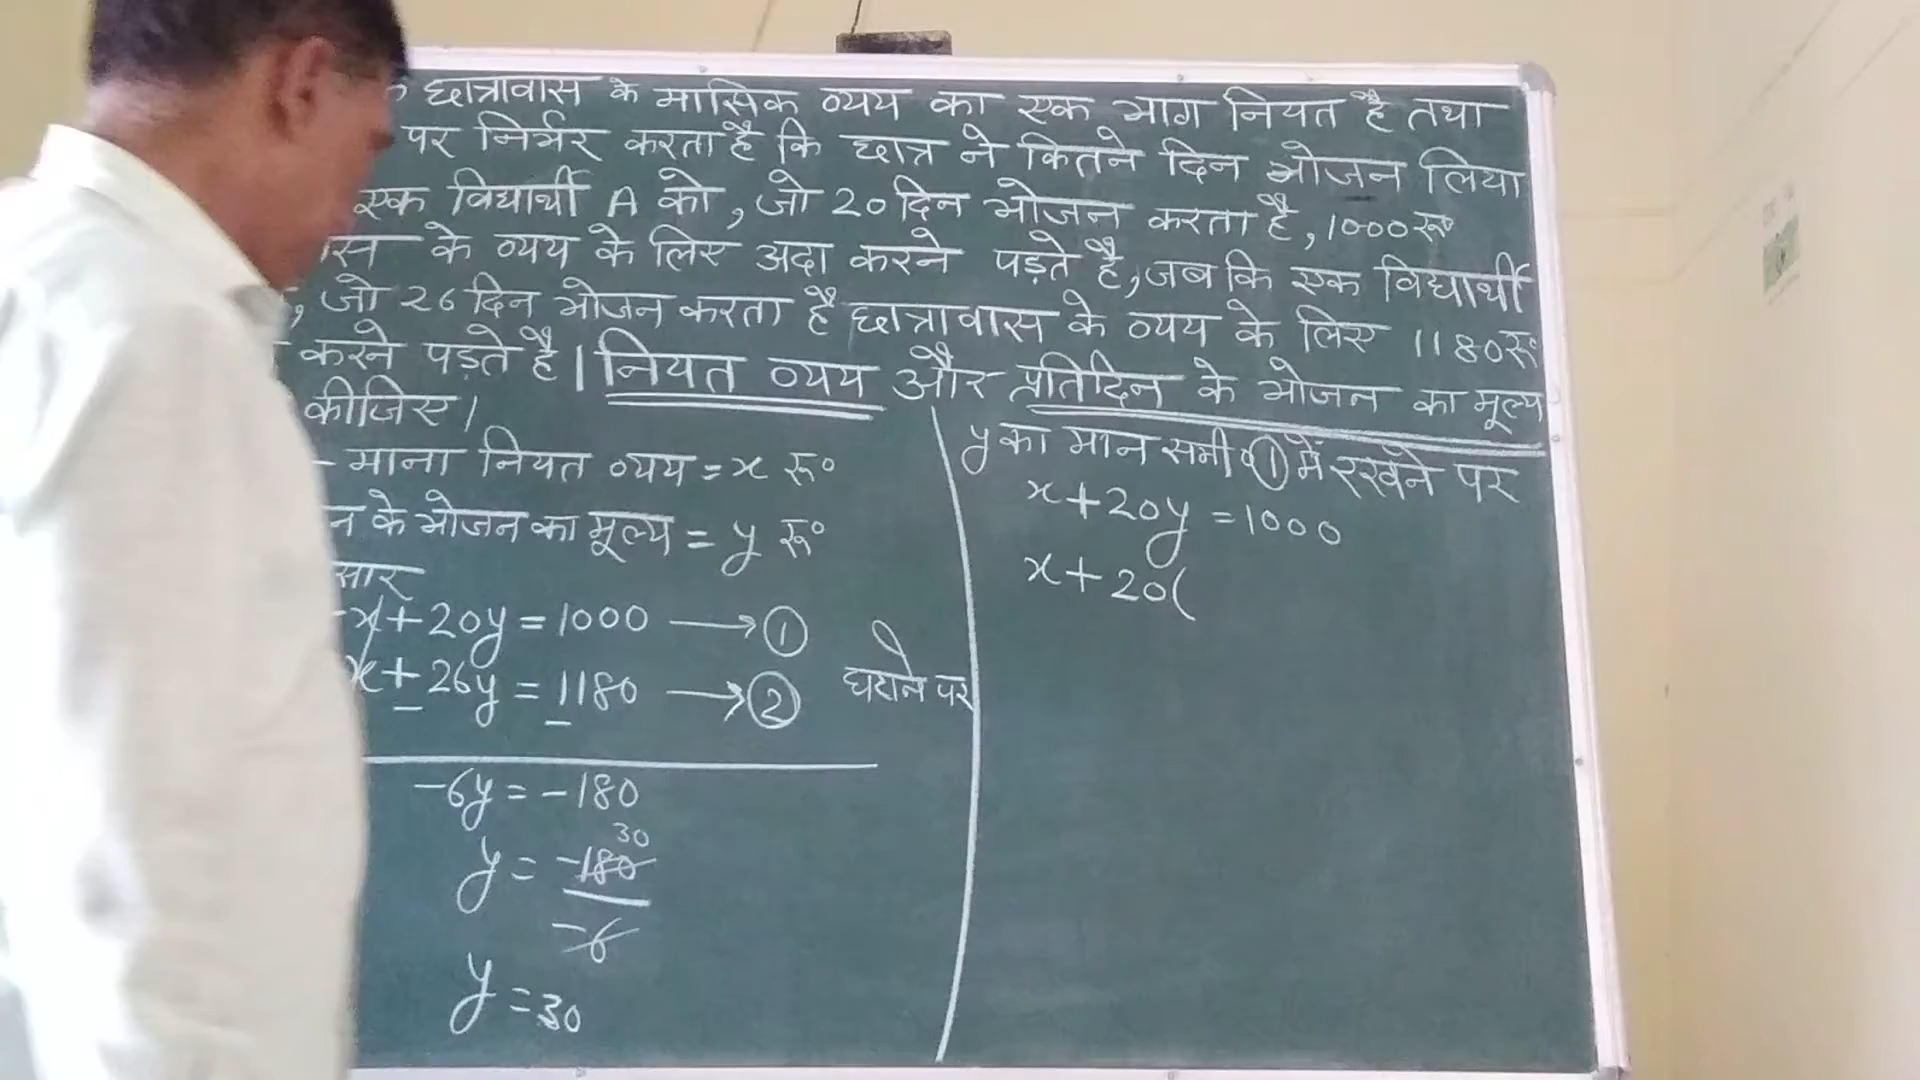 छात्रावास के मासिक व्यय का एक भाग नियत है तथा
पर निर्भर करता है कि छात्र ने कितने दिन भोजन लिया
एक विद्यार्थी A को, जो 20 दिन भोजन करता है, 1000 रू०
के व्यय के लिए अदा करने पड़ते है, जब कि एक विद्यार्थी
, जो 26 दिन भोजन करता है छात्रावास के व्यय के लिए 1180 रू०
करने पड़ते है। नियत व्यय और प्रतिदिन के भोजन का मूल्य
कीजिए।
- माना नियत व्यय = x रू०
न के भोजन का मूल्य = y रू०
सार
x + 20y = 1000 → ①
x + 26y = 1180 → ②
घटाने पर
-6y = -180
30
y = -180
-6
y = 30
y का मान समी० ① में रखने पर
x + 20y = 1000
x + 20(